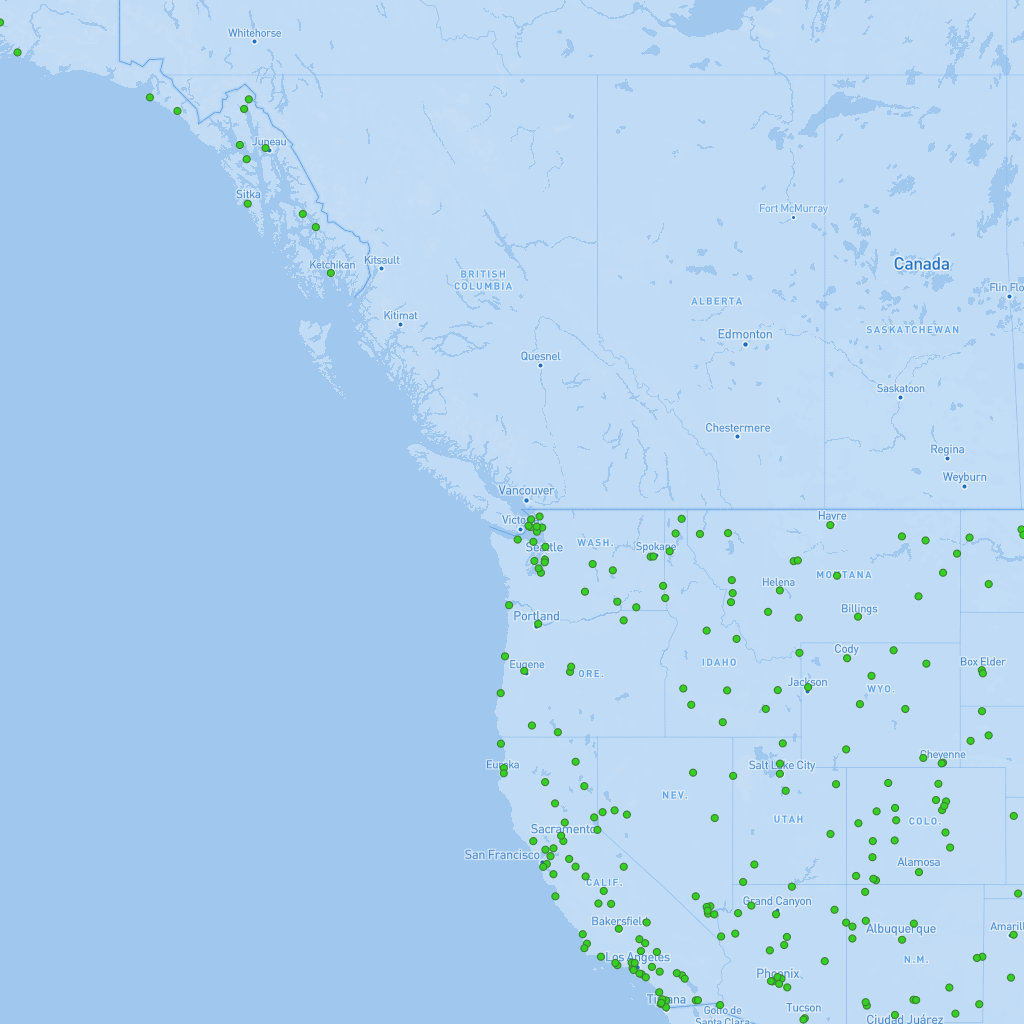 Whitehorse
Juneau
Fort McMurray
Sitka
Canada
Ketchikan
Kitsault
BRITISH
COLUMBIA
Flin Flo
ALBERTA
Kitimat
SASKATCHEWAN
Edmonton
Quesnel
Saskatoon
Chestermere
Regina
Weyburn
Vancouver
Havre
Victo
WASH.
Seattle
Spokane
MONTANA
Helena
Billings
Portland
Cody
Eugene
IDAHO
Box Elder
ORE.
Jackson
WYO.
Cheyenne
Eureka
Salt Lake City
NEV.
UTAH
COLO.
Sacramento
San Francisco
Alamosa
CALIF.
Grand Canyon
Bakersfield
Albuquerque
Amaril
Los Angeles
N.M.
Phoenix
Tijuana
Golfo de
Santa Clara
Tucson
Ciudad Juárez